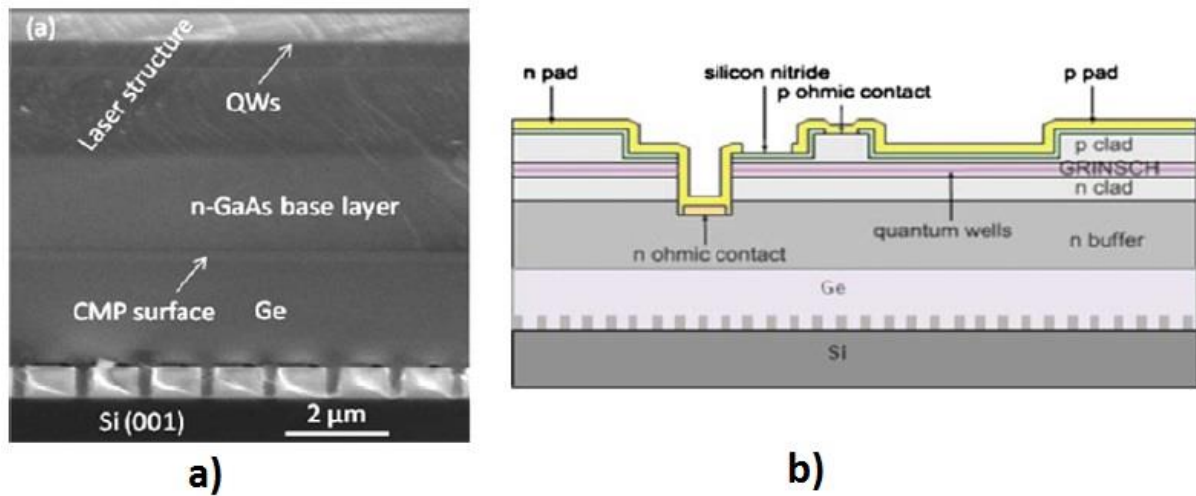 (a)
Laser structure
QWs
n-GaAs base layer
CMP surface
Ge
Si (001)
2 μm
a)
n pad
silicon nitride
p ohmic contact
p pad
p clad
GRINSCH
n clad
quantum wells
n buffer
n ohmic contact
Ge
Si
b)